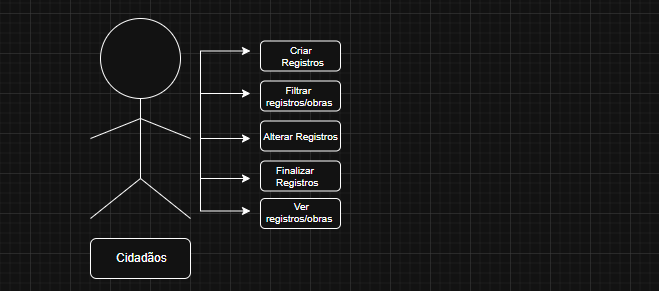 Criar
Registros
Filtrar
registros/obras
Alterar Registros
Finalizar
Registros
Ver
registros/obras
Cidadãos